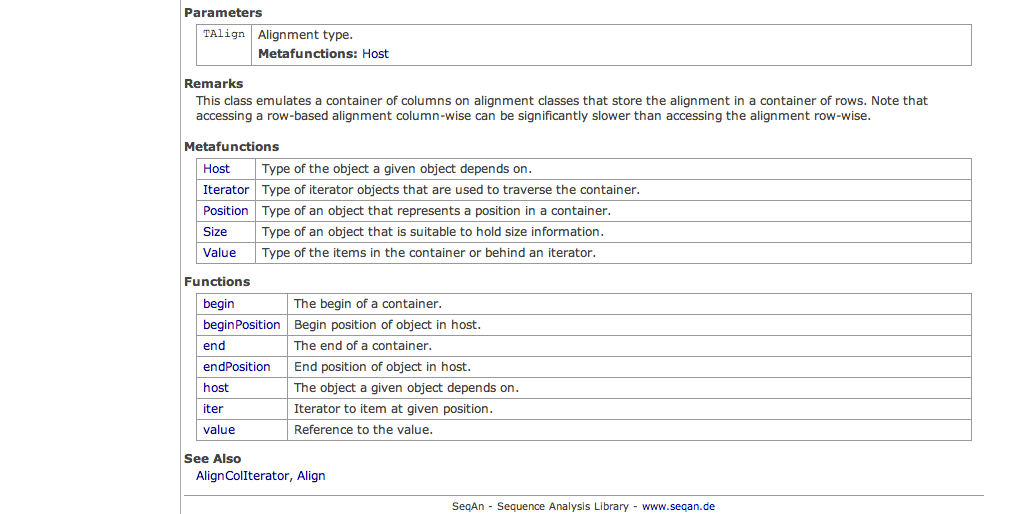 Parameters
TAlign Alignment type.
Metafunctions: Host
Remarks
This class emulates a container of columns on alignment classes that store the alignment in a container of rows. Note that
accessing a row-based alignment column-wise can be significantly slower than accessing the alignment row-wise.
Metafunctions
Host Type of the object a given object depends on.
Iterator Type of iterator objects that are used to traverse the container.
Position Type of an object that represents a position in a container.
Size Type of an object that is suitable to hold size information.
Value Type of the items in the container or behind an iterator.
Functions
begin The begin of a container.
beginPosition Begin position of object in host.
end The end of a container.
endPosition End position of object in host.
host The object a given object depends on.
iter Iterator to item at given position.
value Reference to the value.
See Also
AlignColIterator, Align
SeqAn - Sequence Analysis Library - www.seqan.de